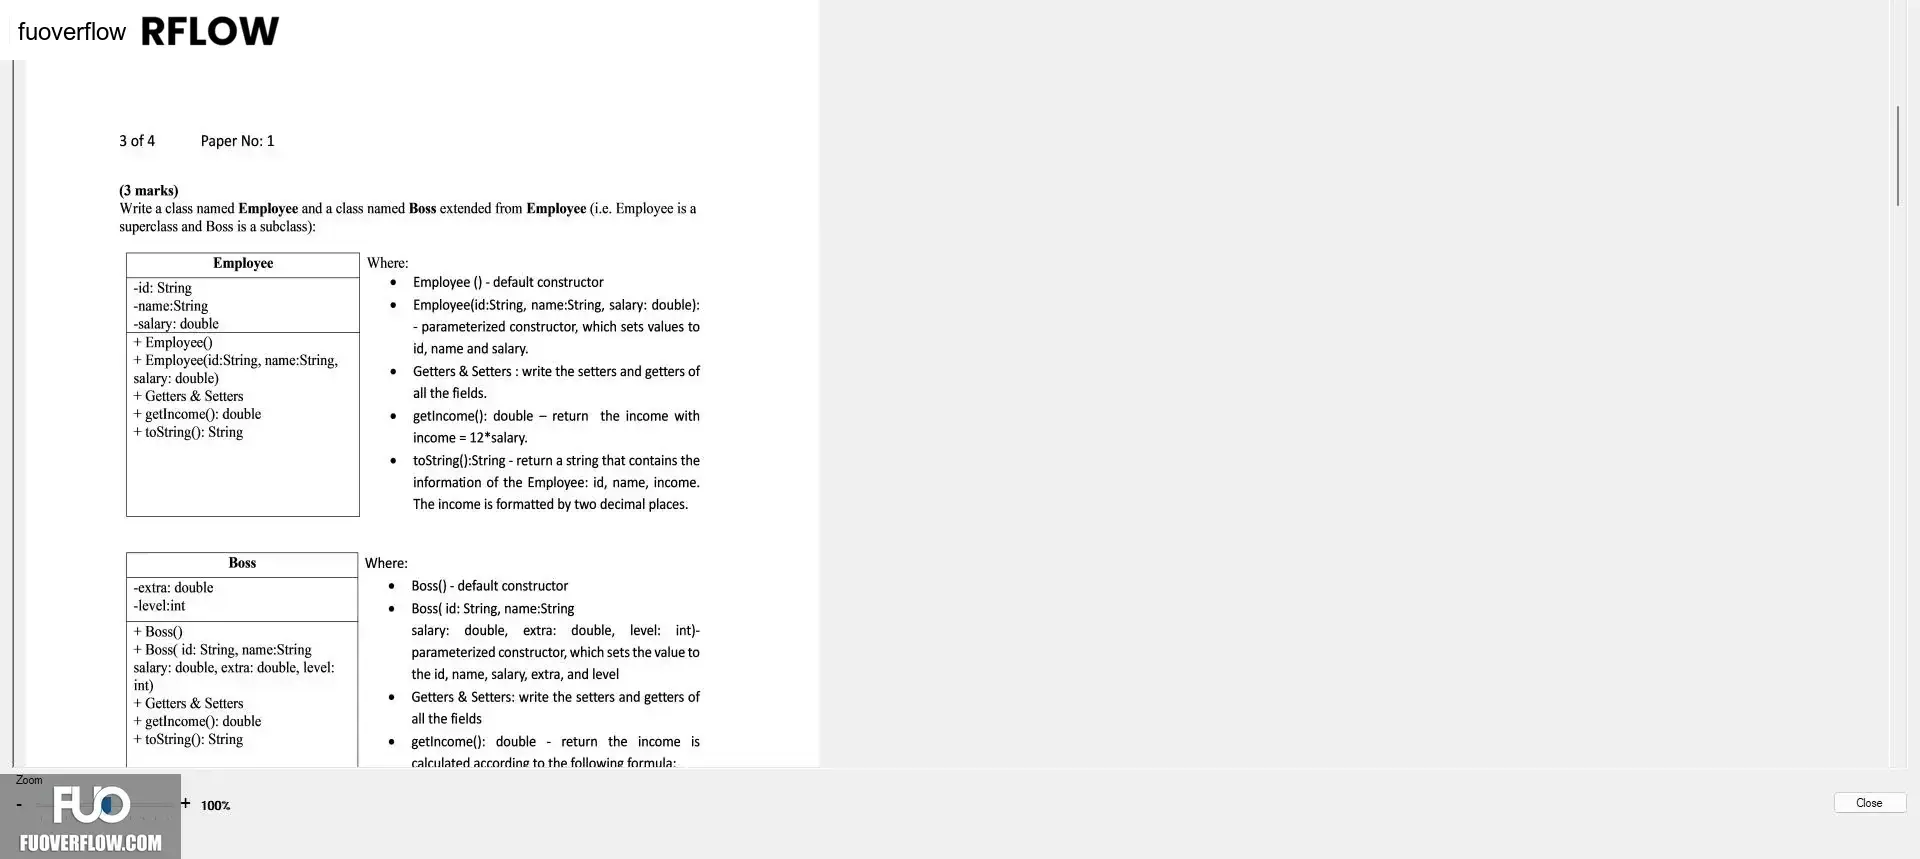 fuoverflow RFLOW
3 of 4 Paper No: 1
(3 marks)
Write a class named Employee and a class named Boss extended from Employee (i.e. Employee is a
superclass and Boss is a subclass):
Employee
-id: String
-name:String
-salary: double
+ Employee()
+ Employee(id:String, name:String,
salary: double)
+ Getters & Setters
+ getIncome(): double
+ toString(): String
Where:
• Employee () - default constructor
• Employee(id:String, name:String, salary: double):
- parameterized constructor, which sets values to
id, name and salary.
• Getters & Setters : write the setters and getters of
all the fields.
• getIncome(): double – return the income with
income = 12*salary.
• toString():String - return a string that contains the
information of the Employee: id, name, income.
The income is formatted by two decimal places.
Boss
-extra: double
-level:int
+ Boss()
+ Boss( id: String, name:String
salary: double, extra: double, level:
int)
+ Getters & Setters
+ getIncome(): double
+ toString(): String
Where:
• Boss() - default constructor
• Boss( id: String, name:String
salary: double, extra: double, level: int)-
parameterized constructor, which sets the value to
the id, name, salary, extra, and level
• Getters & Setters: write the setters and getters of
all the fields
• getIncome(): double - return the income is
calculated according to the following formula:
Zoom
- + 100%
Close
FUO
FUOVERFLOW.COM